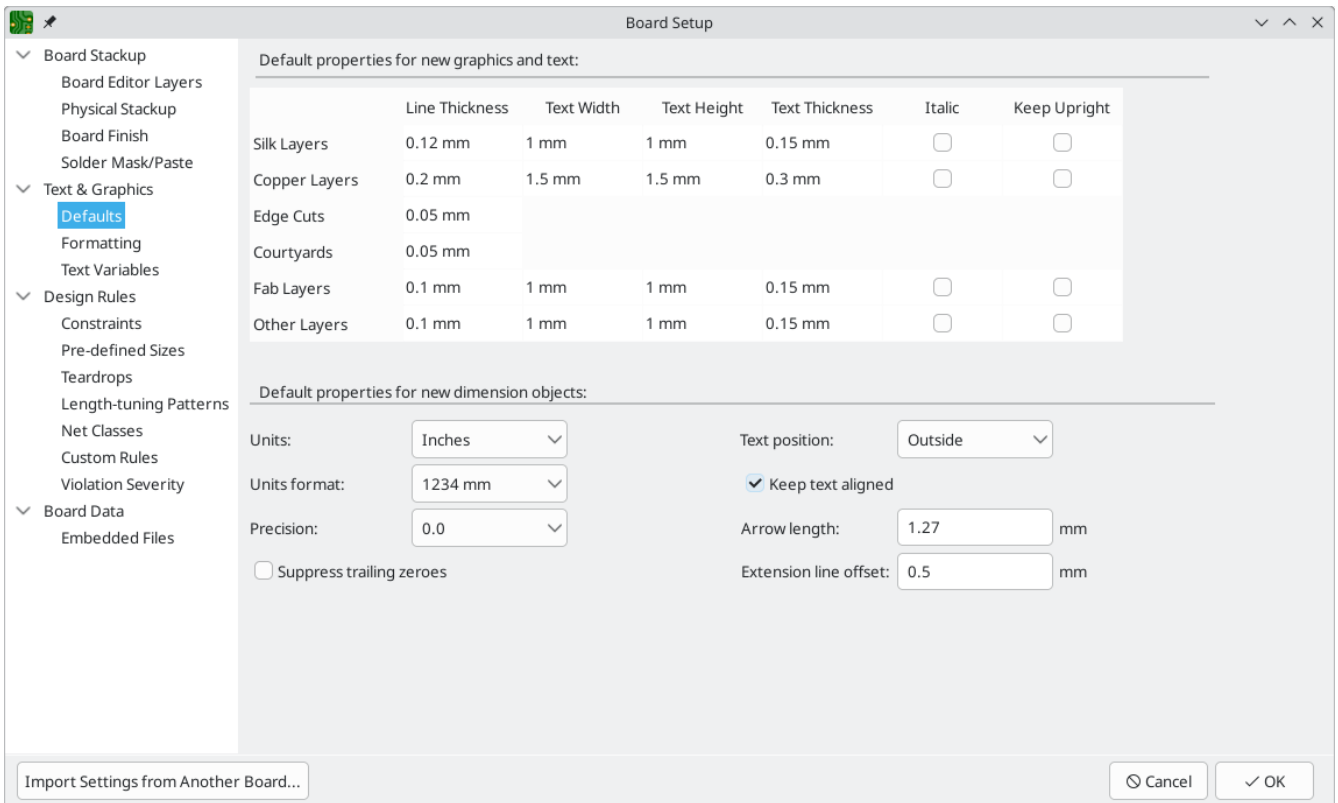 Board Setup
Board Stackup
Board Editor Layers
Physical Stackup
Board Finish
Solder Mask/Paste
Text & Graphics
Defaults
Formatting
Text Variables
Design Rules
Constraints
Pre-defined Sizes
Teardrops
Length-tuning Patterns
Net Classes
Custom Rules
Violation Severity
Board Data
Embedded Files
Default properties for new graphics and text:
Line Thickness Text Width Text Height Text Thickness Italic Keep Upright
Silk Layers 0.12 mm 1 mm 1 mm 0.15 mm
Copper Layers 0.2 mm 1.5 mm 1.5 mm 0.3 mm
Edge Cuts 0.05 mm
Courtyards 0.05 mm
Fab Layers 0.1 mm 1 mm 1 mm 0.15 mm
Other Layers 0.1 mm 1 mm 1 mm 0.15 mm
Default properties for new dimension objects:
Units: Inches Text position: Outside
Units format: 1234 mm Keep text aligned
Precision: 0.0 Arrow length: 1.27 mm
Suppress trailing zeroes Extension line offset: 0.5 mm
Import Settings from Another Board... Cancel OK